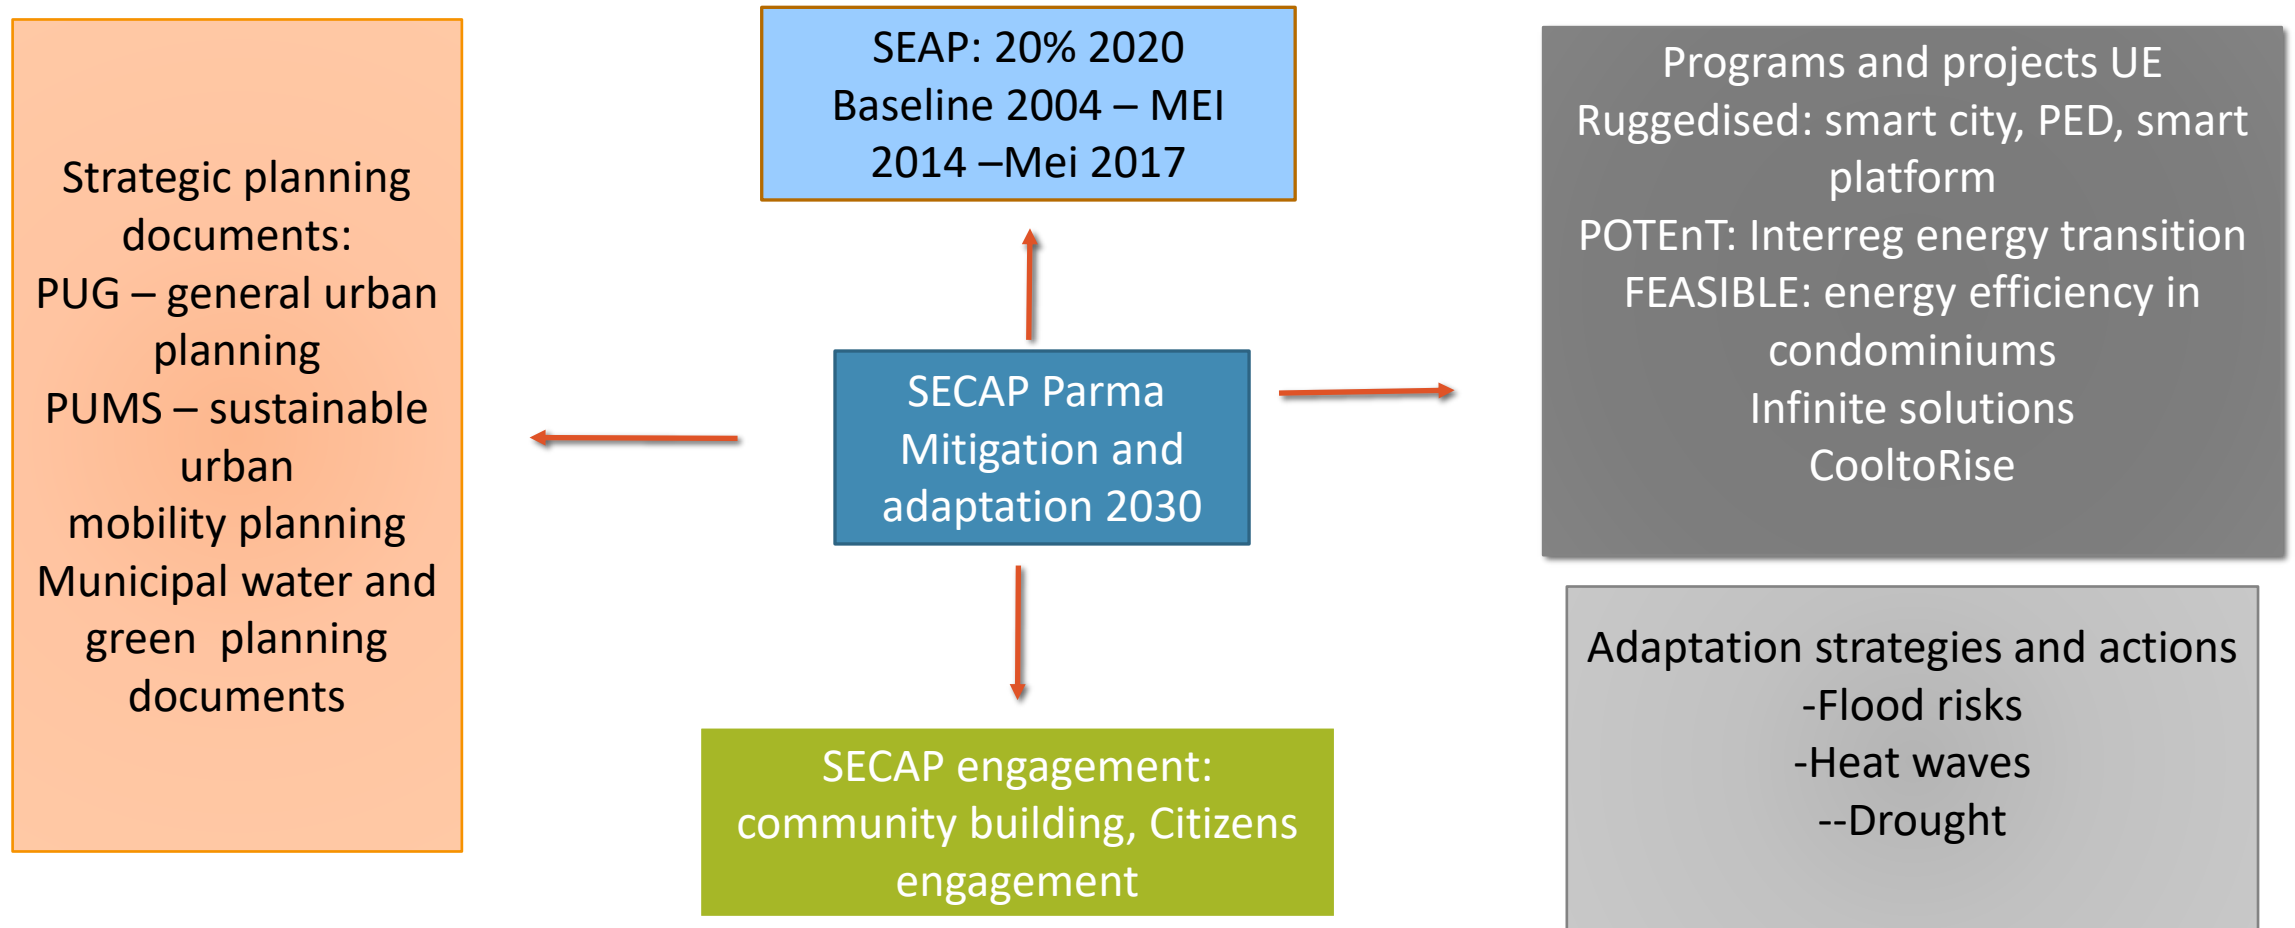 Strategic planning
documents:
PUG – general urban
planning
PUMS – sustainable
urban
mobility planning
Municipal water and
green  planning
documents
SEAP: 20% 2020
Baseline 2004 – MEI
2014 –Mei 2017
SECAP Parma
Mitigation and
adaptation 2030
SECAP engagement:
community building, Citizens
engagement
Programs and projects UE
Ruggedised: smart city, PED, smart
platform
POTEnT: Interreg energy transition
FEASIBLE: energy efficiency in
condominiums
Infinite solutions
CooltoRise
Adaptation strategies and actions
-Flood risks
-Heat waves
--Drought